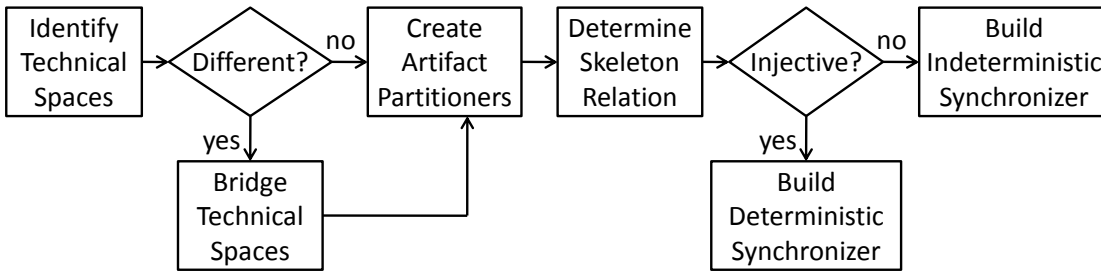 Identify
Technical
Spaces
Different?
no
yes
Bridge
Technical
Spaces
Create
Artifact
Partitioners
Determine
Skeleton
Relation
Injective?
no
yes
Build
Deterministic
Synchronizer
Build
Indeterministic
Synchronizer